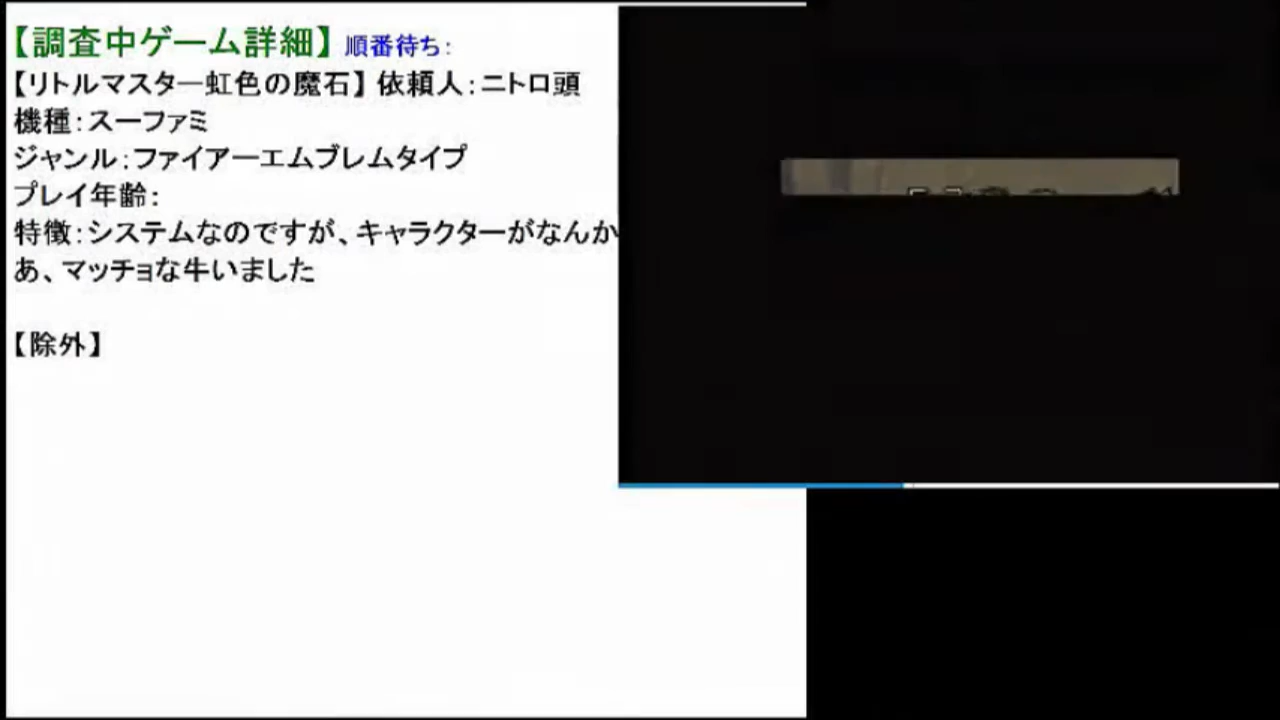 【調査中ゲーム詳細】 順番待ち：
【リトルマスター虹色の魔石】 依頼人：ニトロ頭
機種：スーファミ
ジャンル：ファイアーエムブレムタイプ
プレイ年齢：
特徴：システムなのですが、キャラクターがなんか
あ、マッチョな牛いました
【除外】